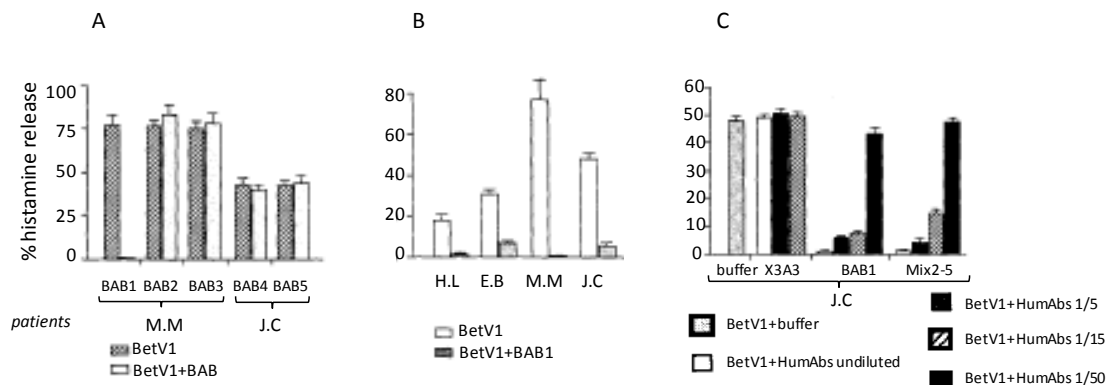 A
B
C
% histamine release
100
75
50
25
0
BAB1 BAB2 BAB3 BAB4 BAB5
patients
M.M
J.C
BetV1
BetV1+BAB
80
60
40
20
0
H.L E.B M.M J.C
BetV1
BetV1+BAB1
60
50
40
30
20
10
0
buffer X3A3 BAB1 Mix2-5
J.C
BetV1+buffer
BetV1+HumAbs undiluted
BetV1+HumAbs 1/5
BetV1+HumAbs 1/15
BetV1+HumAbs 1/50